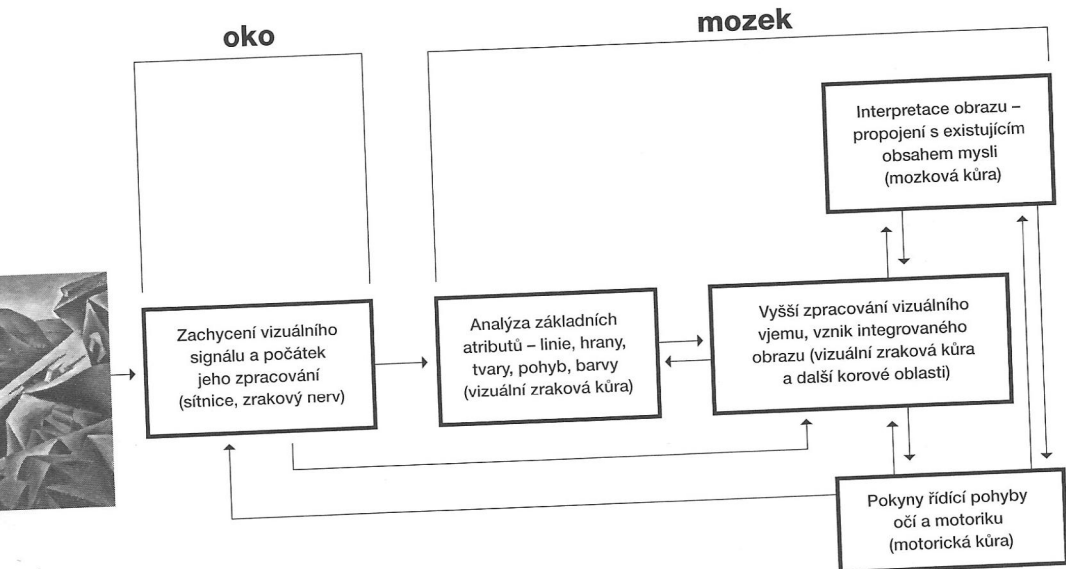 oko
mozek
Interpretace obrazu –
propojení s existujícím
obsahem mysli
(mozková kůra)
Zachycení vizuálního
signálu a počátek
jeho zpracování
(sítnice, zrakový nerv)
Analýza základních
atributů – linie, hrany,
tvary, pohyb, barvy
(vizuální zraková kůra)
Vyšší zpracování vizuálního
vjemu, vznik integrovaného
obrazu (vizuální zraková kůra
a další korové oblasti)
Pokyny řídící pohyby
očí a motoriku
(motorická kůra)